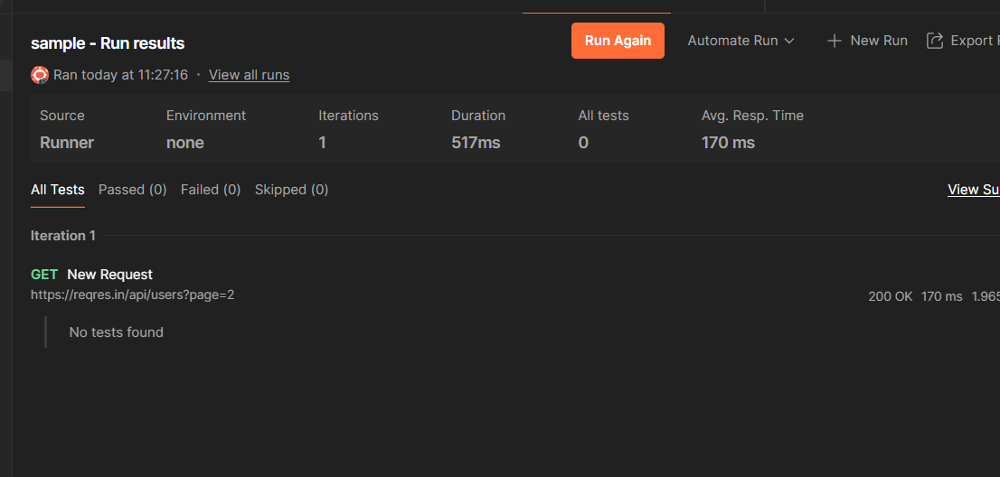 sample - Run results
Run Again
Automate Run
New Run
Export
Ran today at 11:27:16 · View all runs
Source Environment Iterations Duration All tests Avg. Resp. Time
Runner none 1 517ms 0 170 ms
All Tests Passed (0) Failed (0) Skipped (0) View Su
Iteration 1
GET New Request
https://reqres.in/api/users?page=2
200 OK 170 ms 1.965
No tests found